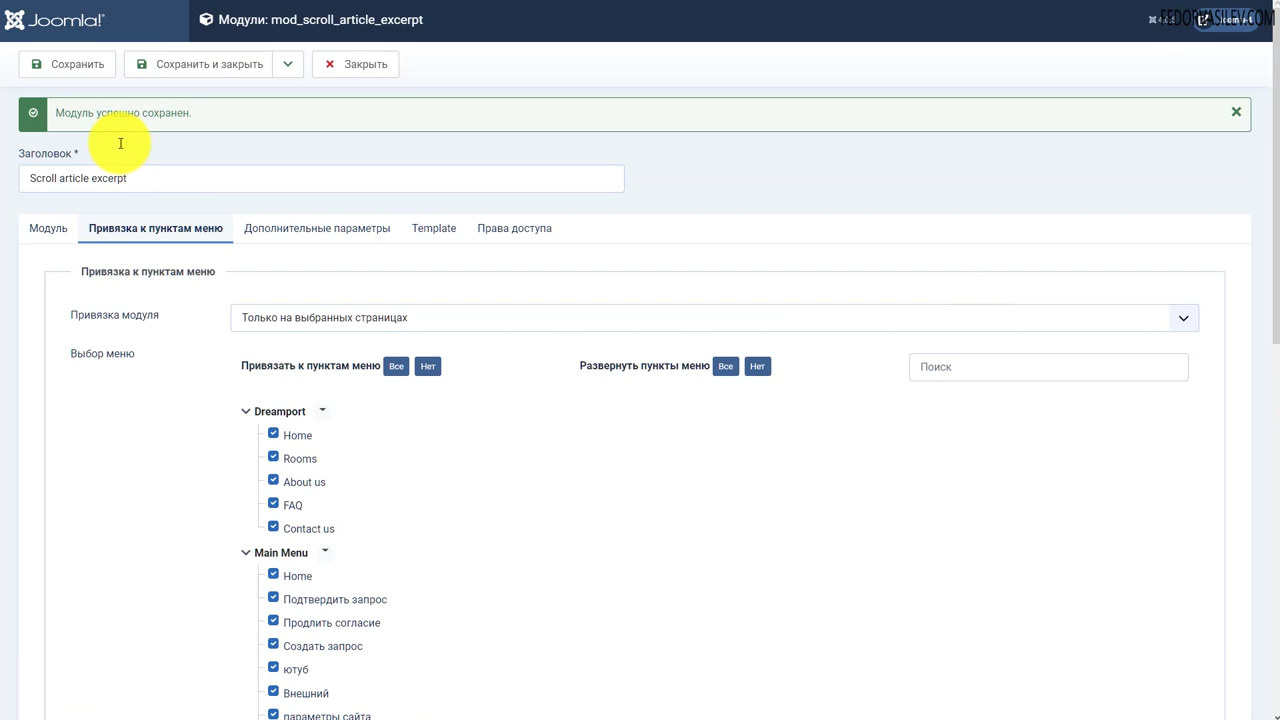 Joomla!®
Модули: mod_scroll_article_excerpt
FEDORVASILEV.COM
Сохранить
Сохранить и закрыть
Закрыть
Модуль успешно сохранен.
Заголовок *
Scroll article excerpt
Модуль
Привязка к пунктам меню
Дополнительные параметры
Template
Права доступа
Привязка к пунктам меню
Привязка модуля
Только на выбранных страницах
Выбор меню
Привязать к пунктам меню Все Нет
Развернуть пункты меню Все Нет
Поиск
Dreamport
Home
Rooms
About us
FAQ
Contact us
Main Menu
Home
Подтвердить запрос
Продлить согласие
Создать запрос
ютуб
Внешний
параметры сайта